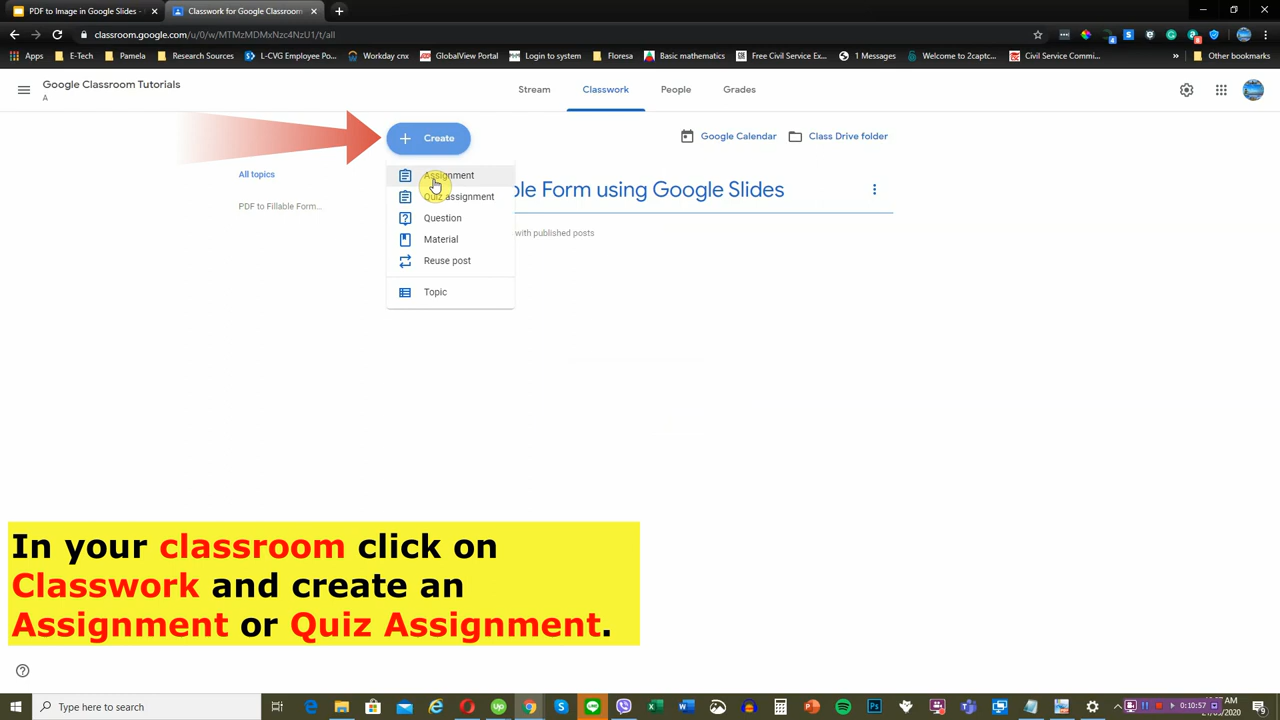 PDF to Image in Google Slides -
Classwork for Google Classroom
classroom.google.com/u/0/w/MTMzMDMxNzc4NzU1/t/all
Apps
E-Tech
Pamela
Research Sources
L-CVG Employee Po...
Workday cnx
GlobalView Portal
Login to system
Floresa
Basic mathematics
Free Civil Service Ex...
1 Messages
Welcome to 2captc...
Civil Service Commi...
Other bookmarks
Google Classroom Tutorials
A
Stream
Classwork
People
Grades
Create
Google Calendar
Class Drive folder
All topics
PDF to Fillable Form...
Assignment
Quiz assignment
Question
Material
Reuse post
Topic
ble Form using Google Slides
with published posts
In your classroom click on
Classwork and create an
Assignment or Quiz Assignment.
Type here to search
0:10:57